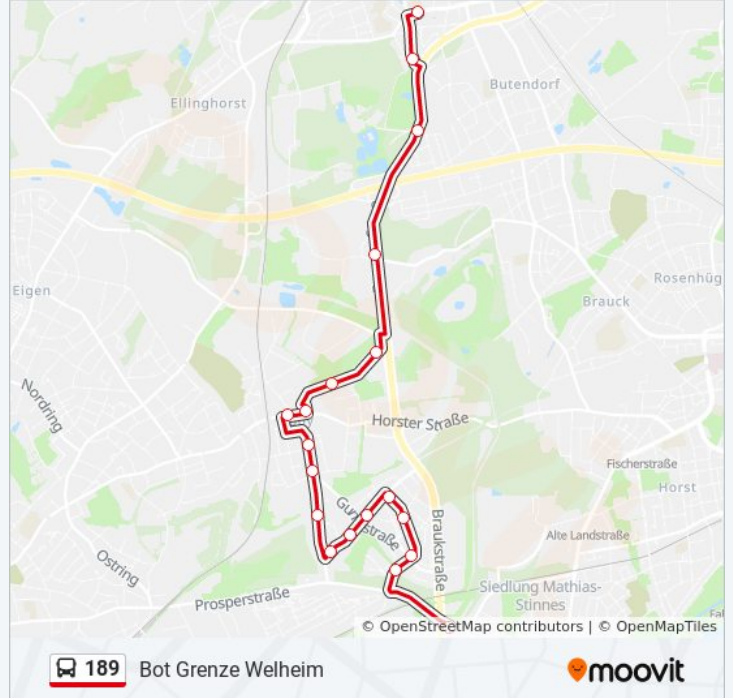 Butendorf
Ellinghorst
Rosenhüg
Eigen
Brauck
Nordring
Horster Straße
Fischerstraße
Horst
Braukstraße
Alte Landstraße
Ostring
Siedlung Mathias-
Stinnes
Prosperstraße
© OpenStreetMap contributors | © OpenMapTiles
189 Bot Grenze Welheim
moovit